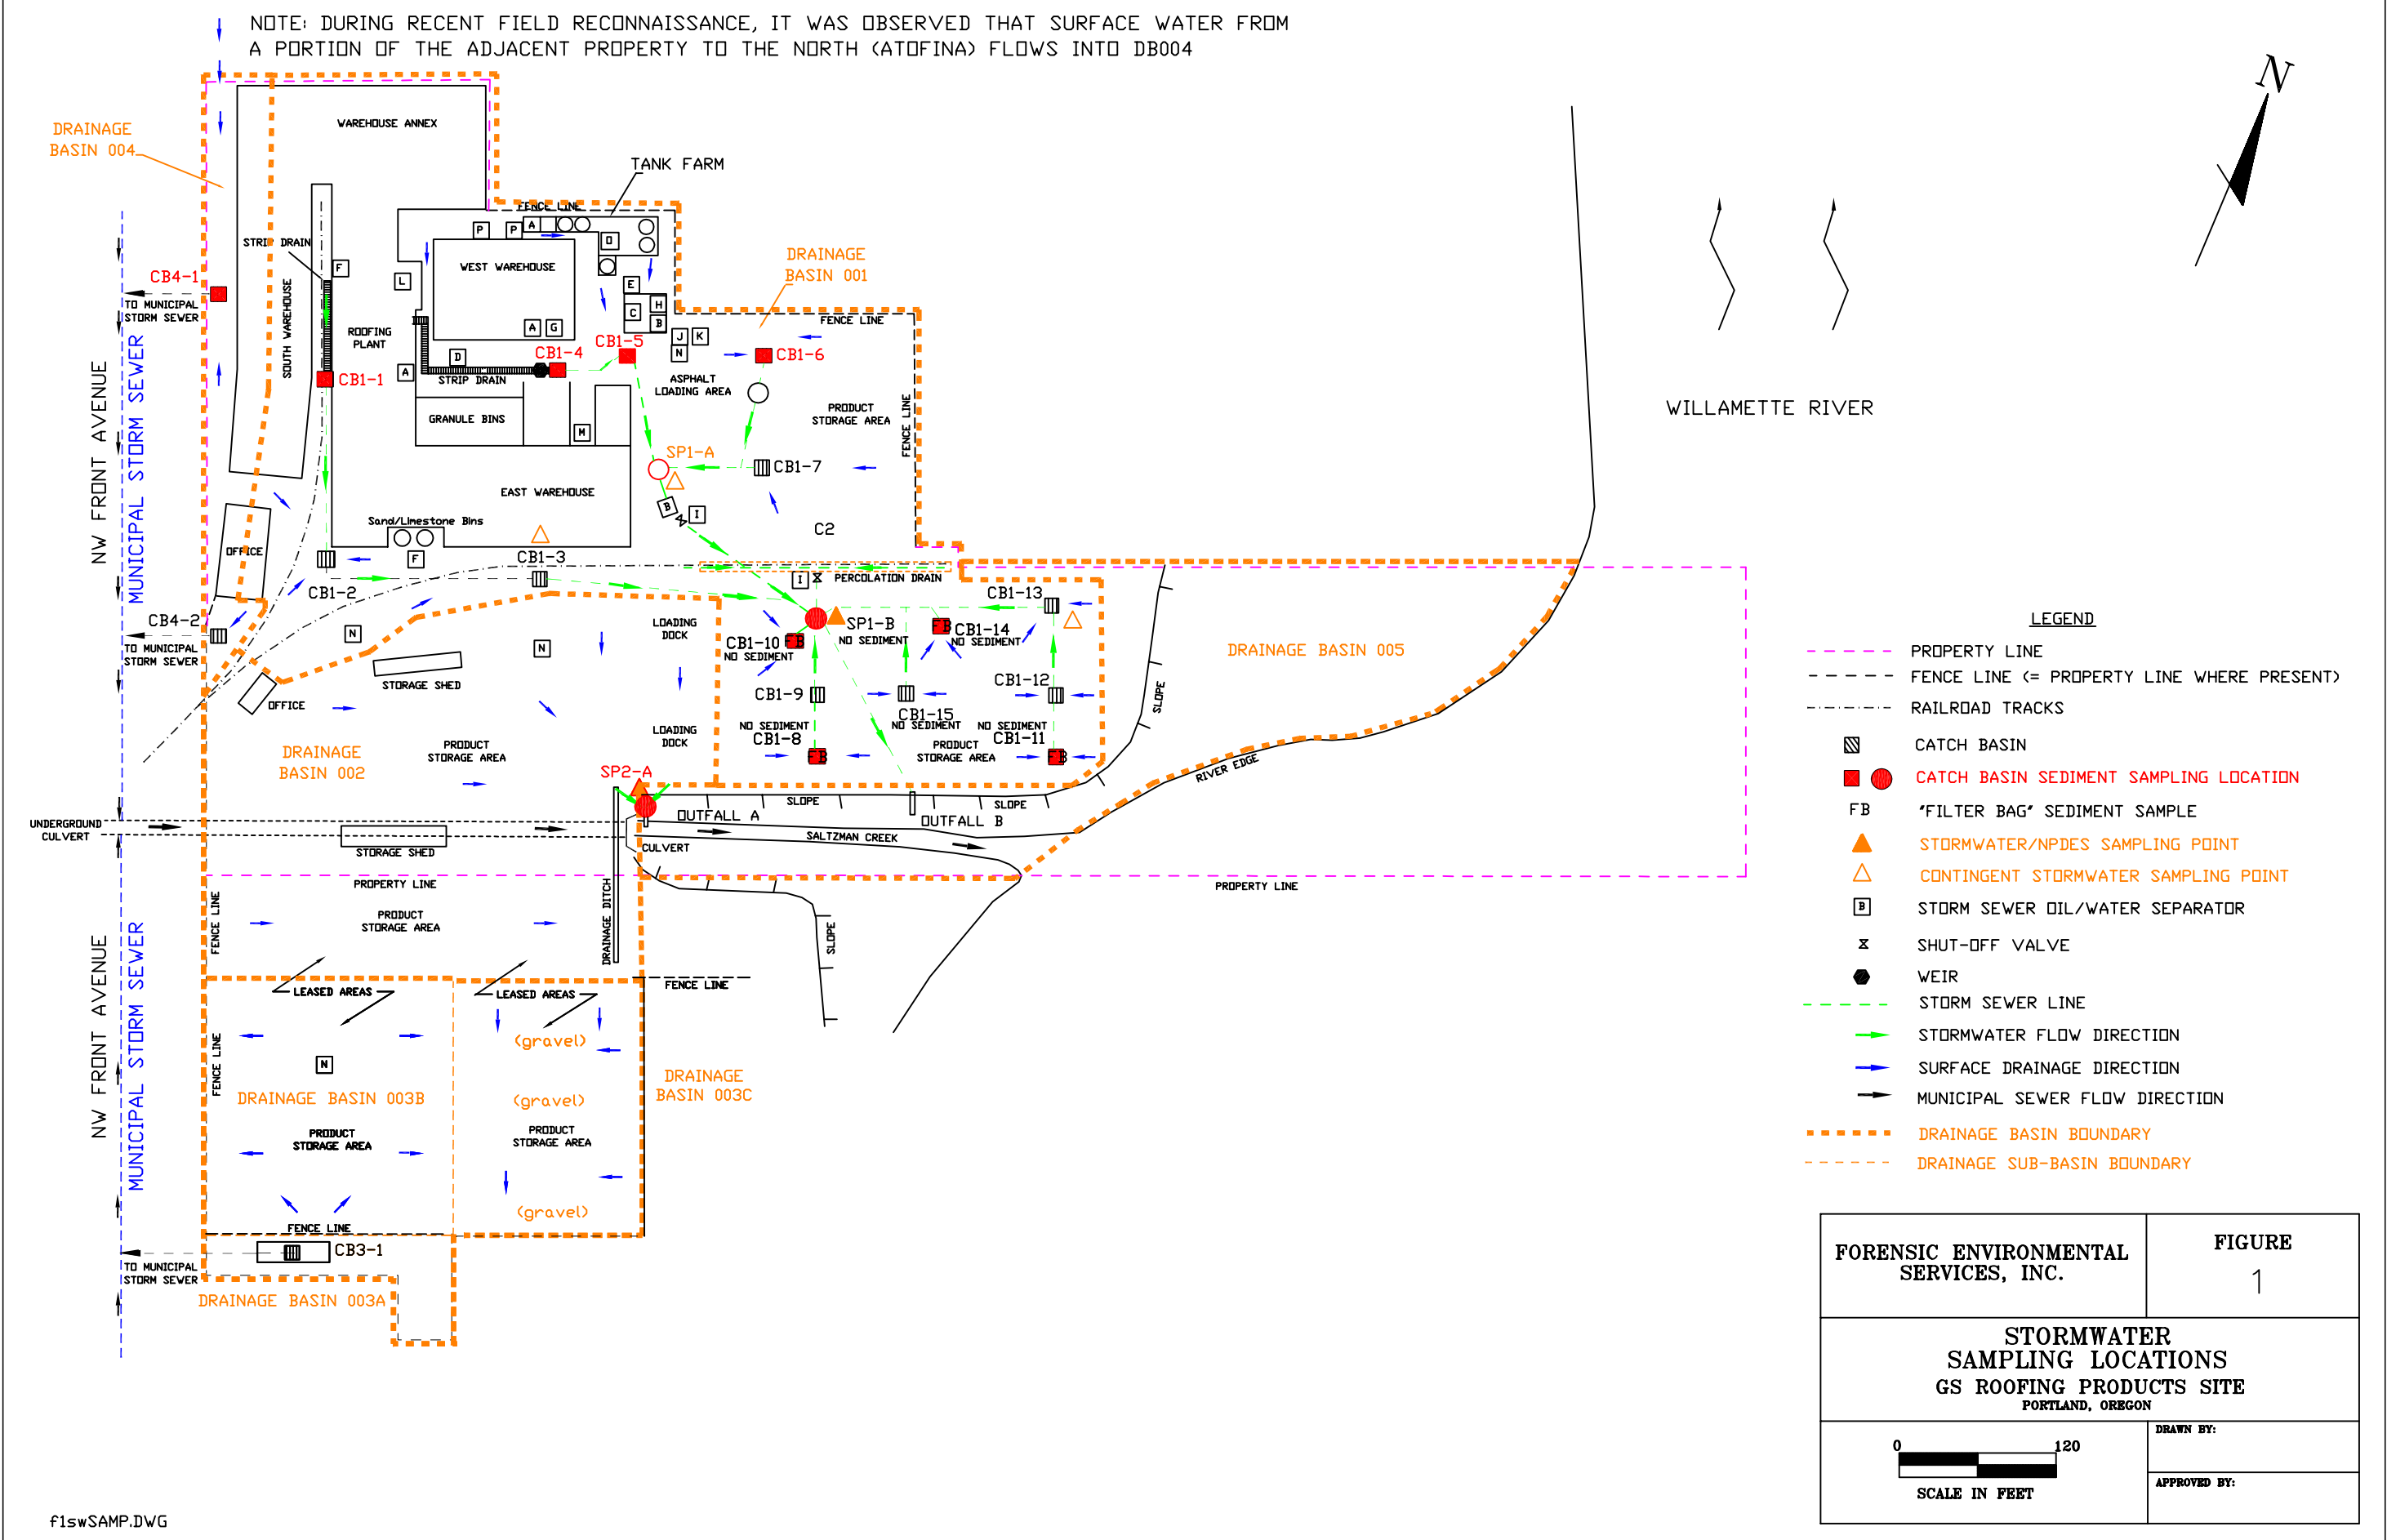 NOTE: DURING RECENT FIELD RECONNAISSANCE, IT WAS OBSERVED THAT SURFACE WATER FROM
A PORTION OF THE ADJACENT PROPERTY TO THE NORTH (ATOFINA) FLOWS INTO DB004
N
DRAINAGE
BASIN 004
WAREHOUSE ANNEX
TANK FARM
FENCE LINE
P
P
A
O
STRIP DRAIN
F
L
WEST WAREHOUSE
DRAINAGE
BASIN 001
CB4-1
TO MUNICIPAL
STORM SEWER
E
H
C
B
A
G
J
K
N
FENCE LINE
SOUTH WAREHOUSE
ROOFING
PLANT
CB1-1
A
D
STRIP DRAIN
CB1-4
CB1-5
CB1-6
ASPHALT
LOADING AREA
PRODUCT
STORAGE AREA
FENCE LINE
NW FRONT AVENUE
MUNICIPAL STORM SEWER
GRANULE BINS
M
SP1-A
CB1-7
EAST WAREHOUSE
B
I
C2
Sand/Limestone Bins
OFFICE
F
CB1-3
CB1-2
I
PERCOLATION DRAIN
CB1-13
CB4-2
TO MUNICIPAL
STORM SEWER
N
N
LOADING
DOCK
SP1-B
NO SEDIMENT
FB
CB1-10
NO SEDIMENT
FB
CB1-14
NO SEDIMENT
STORAGE SHED
OFFICE
CB1-9
CB1-12
CB1-15
NO SEDIMENT
NO SEDIMENT
CB1-8
FB
NO SEDIMENT
CB1-11
FB
PRODUCT
STORAGE AREA
LOADING
DOCK
DRAINAGE
BASIN 002
PRODUCT
STORAGE AREA
SP2-A
DRAINAGE BASIN 005
SLOPE
RIVER EDGE
WILLAMETTE RIVER
SLOPE
SLOPE
OUTFALL A
OUTFALL B
SALTZMAN CREEK
CULVERT
UNDERGROUND
CULVERT
STORAGE SHED
PROPERTY LINE
PROPERTY LINE
FENCE LINE
PRODUCT
STORAGE AREA
DRAINAGE DITCH
SLOPE
FENCE LINE
NW FRONT AVENUE
MUNICIPAL STORM SEWER
LEASED AREAS
LEASED AREAS
FENCE LINE
N
(gravel)
DRAINAGE
BASIN 003C
DRAINAGE BASIN 003B
(gravel)
PRODUCT
STORAGE AREA
PRODUCT
STORAGE AREA
(gravel)
FENCE LINE
CB3-1
TO MUNICIPAL
STORM SEWER
DRAINAGE BASIN 003A
LEGEND
PROPERTY LINE
FENCE LINE (= PROPERTY LINE WHERE PRESENT)
RAILROAD TRACKS
CATCH BASIN
CATCH BASIN SEDIMENT SAMPLING LOCATION
FB "FILTER BAG" SEDIMENT SAMPLE
STORMWATER/NPDES SAMPLING POINT
CONTINGENT STORMWATER SAMPLING POINT
B STORM SEWER OIL/WATER SEPARATOR
SHUT-OFF VALVE
WEIR
STORM SEWER LINE
STORMWATER FLOW DIRECTION
SURFACE DRAINAGE DIRECTION
MUNICIPAL SEWER FLOW DIRECTION
DRAINAGE BASIN BOUNDARY
DRAINAGE SUB-BASIN BOUNDARY
FORENSIC ENVIRONMENTAL
SERVICES, INC.
FIGURE
1
STORMWATER
SAMPLING LOCATIONS
GS ROOFING PRODUCTS SITE
PORTLAND, OREGON
0 120
SCALE IN FEET
DRAWN BY:
APPROVED BY:
f1swSAMP.DWG